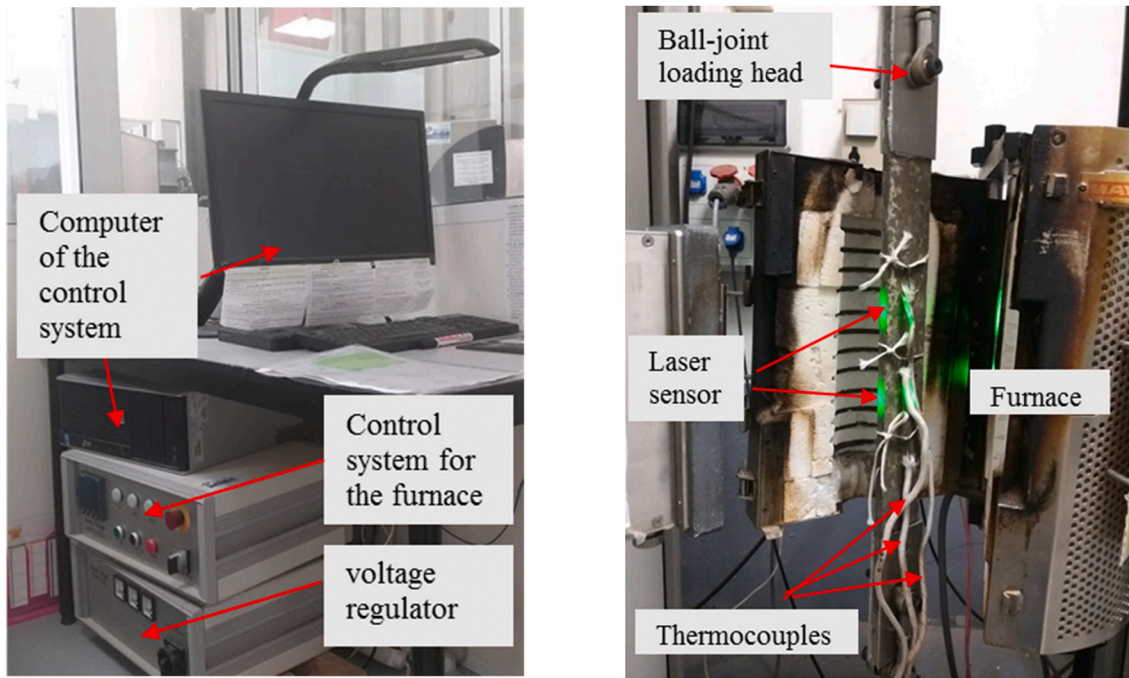 Computer
of the
control
system
Control
system for
the furnace
voltage
regulator
Ball-joint
loading head
Laser
sensor
Furnace
Thermocouples
MAY